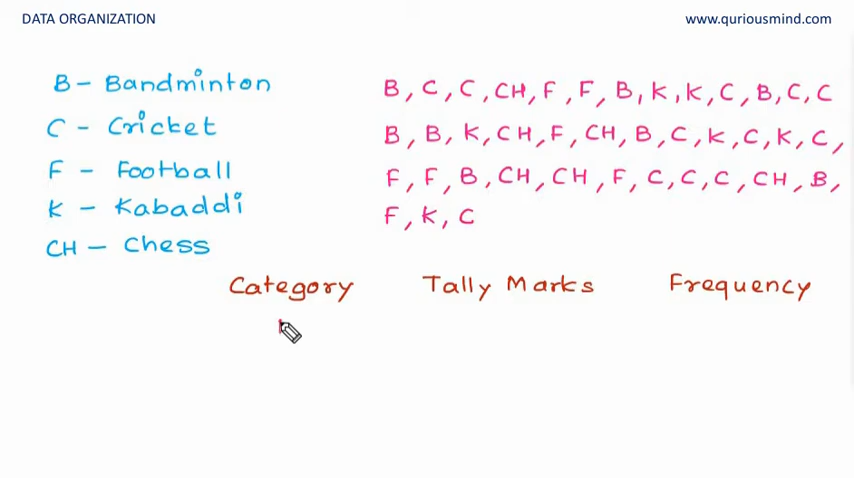 DATA ORGANIZATION
www.quriousmind.com
B - Bandminton
C - Cricket
F - Football
K - Kabaddi
CH - Chess
B, C, C, CH, F, F, B, K, K, C, B, C, C
B, B, K, CH, F, CH, B, C, K, C, K, C,
F, F, B, CH, CH, F, C, C, C, CH, B,
F, K, C
Category Tally Marks Frequency